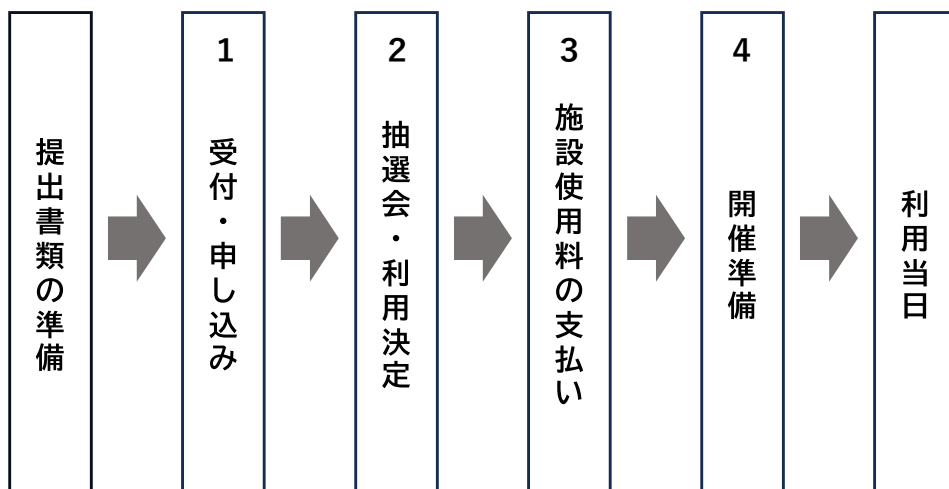 提出書類の準備
1
受付・申し込み
2
抽選会・利用決定
3
施設使用料の支払い
4
開催準備
利用当日